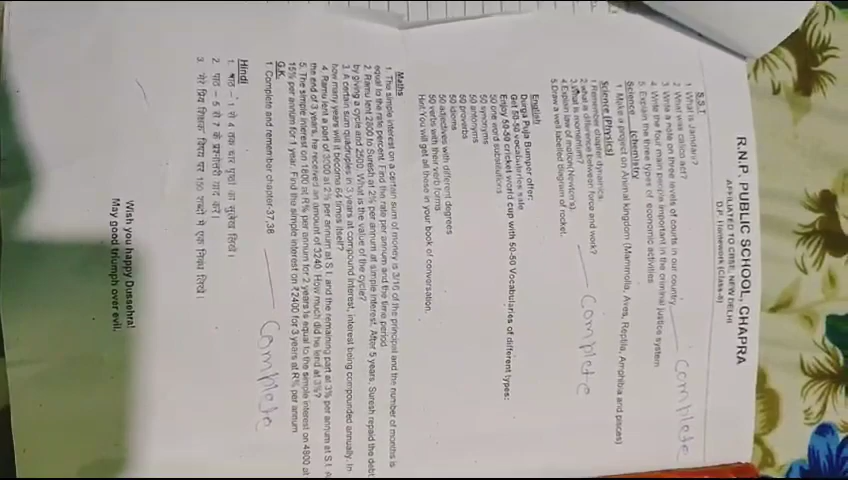 R.N.P. PUBLIC SCHOOL, CHAPRA
AFFILIATED TO CBSE, NEW DELHI
D.P. Homework (Class-8)
S.S.T.
1 What is Jandarv?
2 What was calico act?
3 Write a note on three levels of courts in our country
4 Write the four main people important in the criminal justice system
5 Explain the three types of economic activities
complete
Science (chemistry
1 Make a project on Animal kingdom (Mammoila, Aves, Reptila, Amphibia and pisces)
Science (Physics)
1 Remember chapter dynamics.
2 what is difference between force and work?
3.What is momentum?
4.Explain law of motion(Newton's)
5.Draw a well labelled diagram of rocket.
Complete
English
Durga Puja Bumper offer:
Get 50-50 vocabularies sale
Enjoy 50-50 cricket world cup with 50-50 Vocabularies of different types:
50 one word substitutions
50 synonyms
50 antonyms
50 proverbs
50 idioms
50 adjectives with different degrees
50 verbs with their verb forms
Hint:You will get all these in your book of conversation.
Maths
1. The simple interest on a certain sum of money is 3/16 of the principal and the number of months is
equal to the rate percent. Find the rate per annum and the time period
2. Ramu lent 2800 to Suresh at 2% per annum at simple interest. After 5 years, Suresh repaid the debt
by giving a cycle and 2500. What is the value of the cycle?
3. A certain sum quadruples in 3 years at compound interest, interest being compounded annually. In
how many years will it become 64 times itself?
4. Ramu lent a part of 3000 at 2% per annum at S.I. and the remaining part at 3% per annum at S.I. A
the end of 3 years, he received an amount of 3240. How much did he lend at 3%?
5. The simple interest on 1800 at R% per annum for 2 years is equal to the simple interest on 4800 at
15% per annum for 1 year. Find the simple interest on ₹2400 for 3 years at R% per annum
G.K.
1 Complete and remember chapter-37,38
Complete
Hindi
1. पाठ - 1 से तक चार पृष्ठों का सुलेख लिखें।
2. पाठ - 5 से 7 के प्रश्नोत्तरी याद करें।
3. मेरे प्रिय शिक्षक विषय पर 150 शब्दों में एक निबंध लिखें।
Wish you happy Dussehra!
May good triumph over evil.